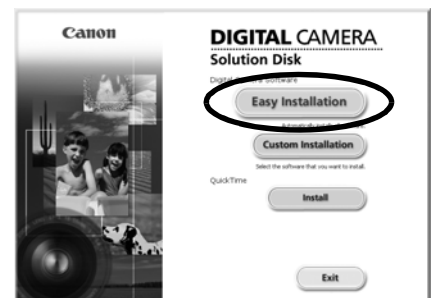 Canon
DIGITAL CAMERA
Solution Disk
Easy Installation
Custom Installation
Select the software that you want to install.
QuickTime
Install
Exit